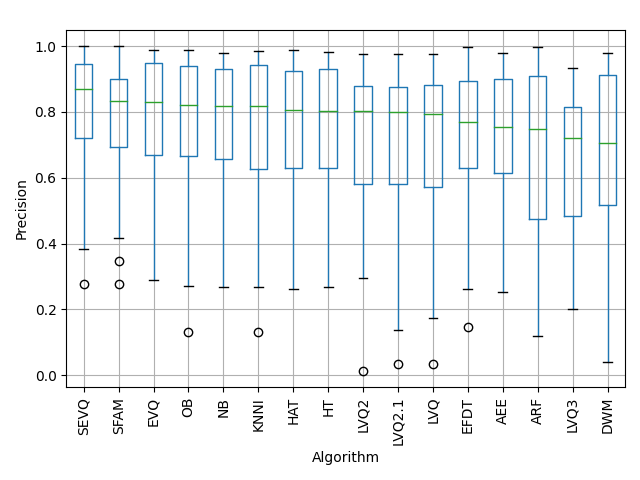 1.0
0.8
0.6
0.4
0.2
0.0
Precision
SEVQ
SFAM
EVQ
OB
NB
KNNI
HAT
HT
LVQ2
LVQ2.1
LVQ
EFDT
AEE
ARF
LVQ3
DWM
Algorithm